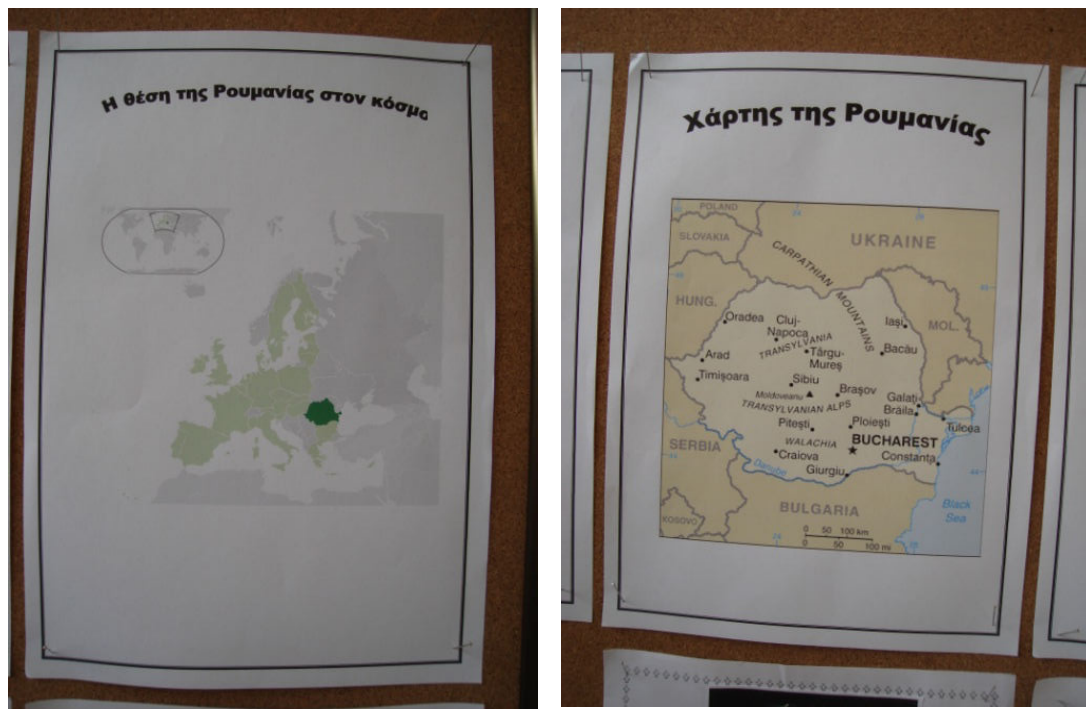 Η θέση της Ρουμανίας στον κόσμο
Χάρτης της Ρουμανίας
POLAND
SLOVAKIA
UKRAINE
CARPATHIAN MOUNTAINS
HUNG.
MOL.
Oradea
Cluj-
Napoca
Iași
TRANSYLVANIA
Târgu-
Mureș
Bacău
Arad
Timișoara
Sibiu
Brașov
Moldoveanu
Galați
TRANSYLVANIAN ALPS
Brăila
Pitești
Ploiești
Tulcea
SERBIA
WALACHIA
BUCHAREST
Craiova
Constanța
Danube
Giurgiu
BULGARIA
Black
Sea
KOSOVO
0 50 100 km
0 50 100 mi